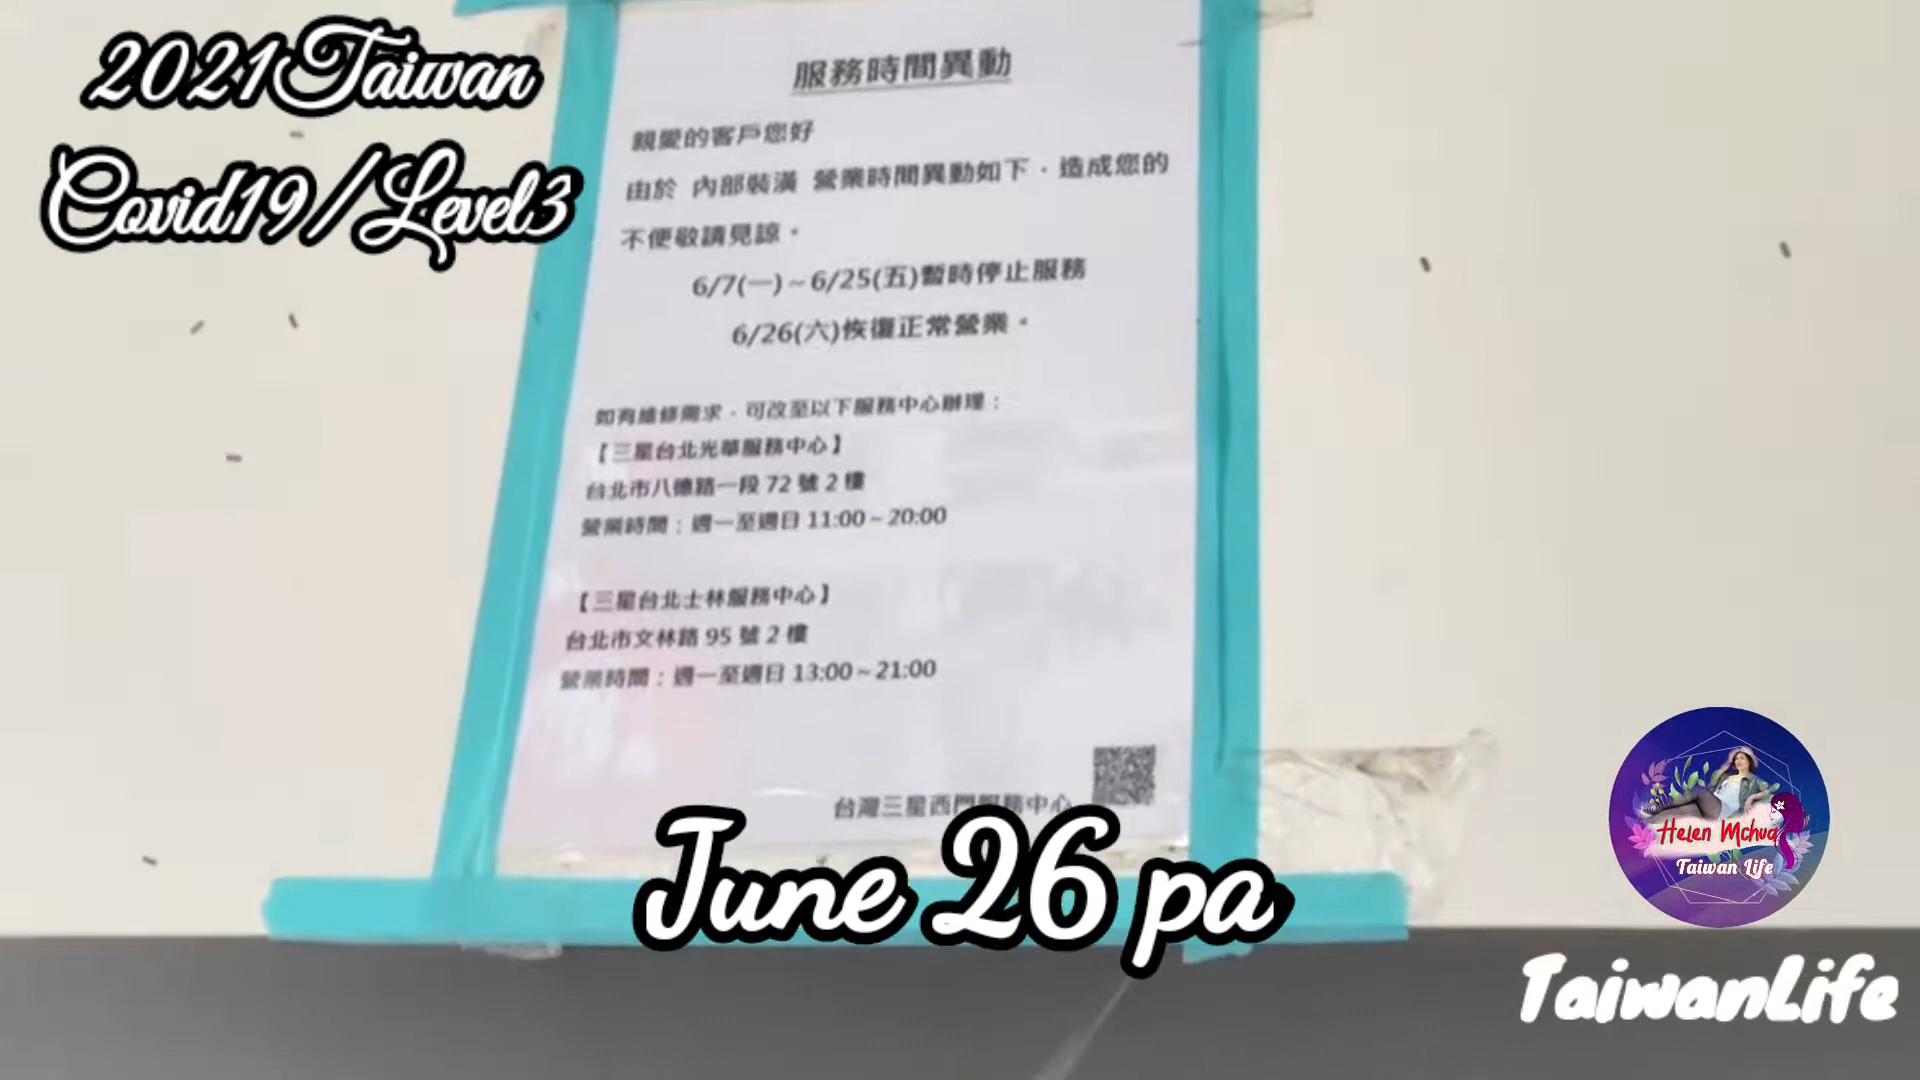 2021 Taiwan
Covid19/Level3
服務時間異動
親愛的客戶您好
由於 內部裝潢 營業時間異動如下，造成您的
不便敬請見諒。
6/7(一)~6/25(五)暫時停止服務
6/26(六)恢復正常營業。
如有維修需求，可改至以下服務中心辦理：
【三星台北光華服務中心】
台北市八德路一段 72 號 2 樓
營業時間：週一至週日 11:00~20:00
【三星台北士林服務中心】
台北市文林路 95 號 2 樓
營業時間：週一至週日 13:00~21:00
台灣三星西門服務中心
June 26 pa
Helen Mchua
Taiwan Life
TaiwanLife